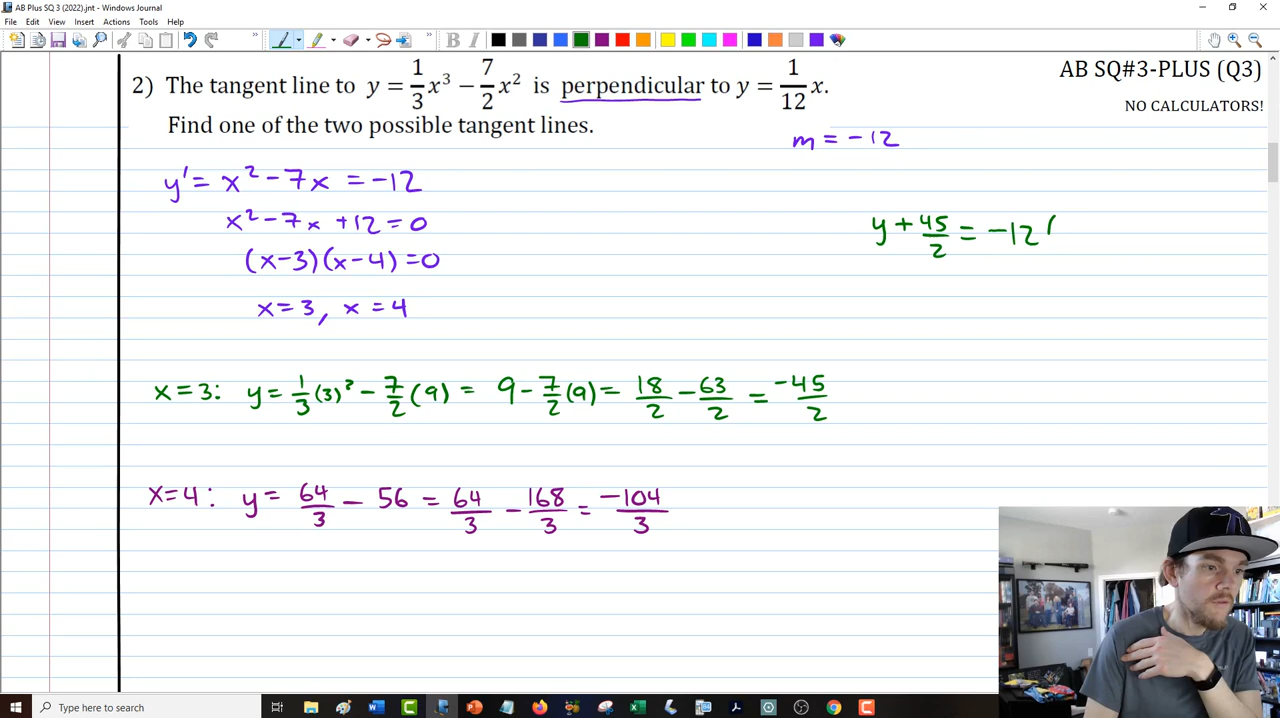 AB Plus SQ 3 (2022).jnt - Windows Journal
File Edit View Insert Actions Tools Help
2) The tangent line to y = 1/3 x³ − 7/2 x² is perpendicular to y = 1/12 x.
Find one of the two possible tangent lines.
AB SQ#3-PLUS (Q3)
NO CALCULATORS!
m = -12
y' = x² - 7x = -12
x² - 7x + 12 = 0
(x-3)(x-4) = 0
x = 3, x = 4
y + 45/2 = -12 (
x = 3: y = 1/3 (3)³ - 7/2 (9) = 9 - 7/2 (9) = 18/2 - 63/2 = -45/2
x = 4: y = 64/3 - 56 = 64/3 - 168/3 = -104/3
Type here to search